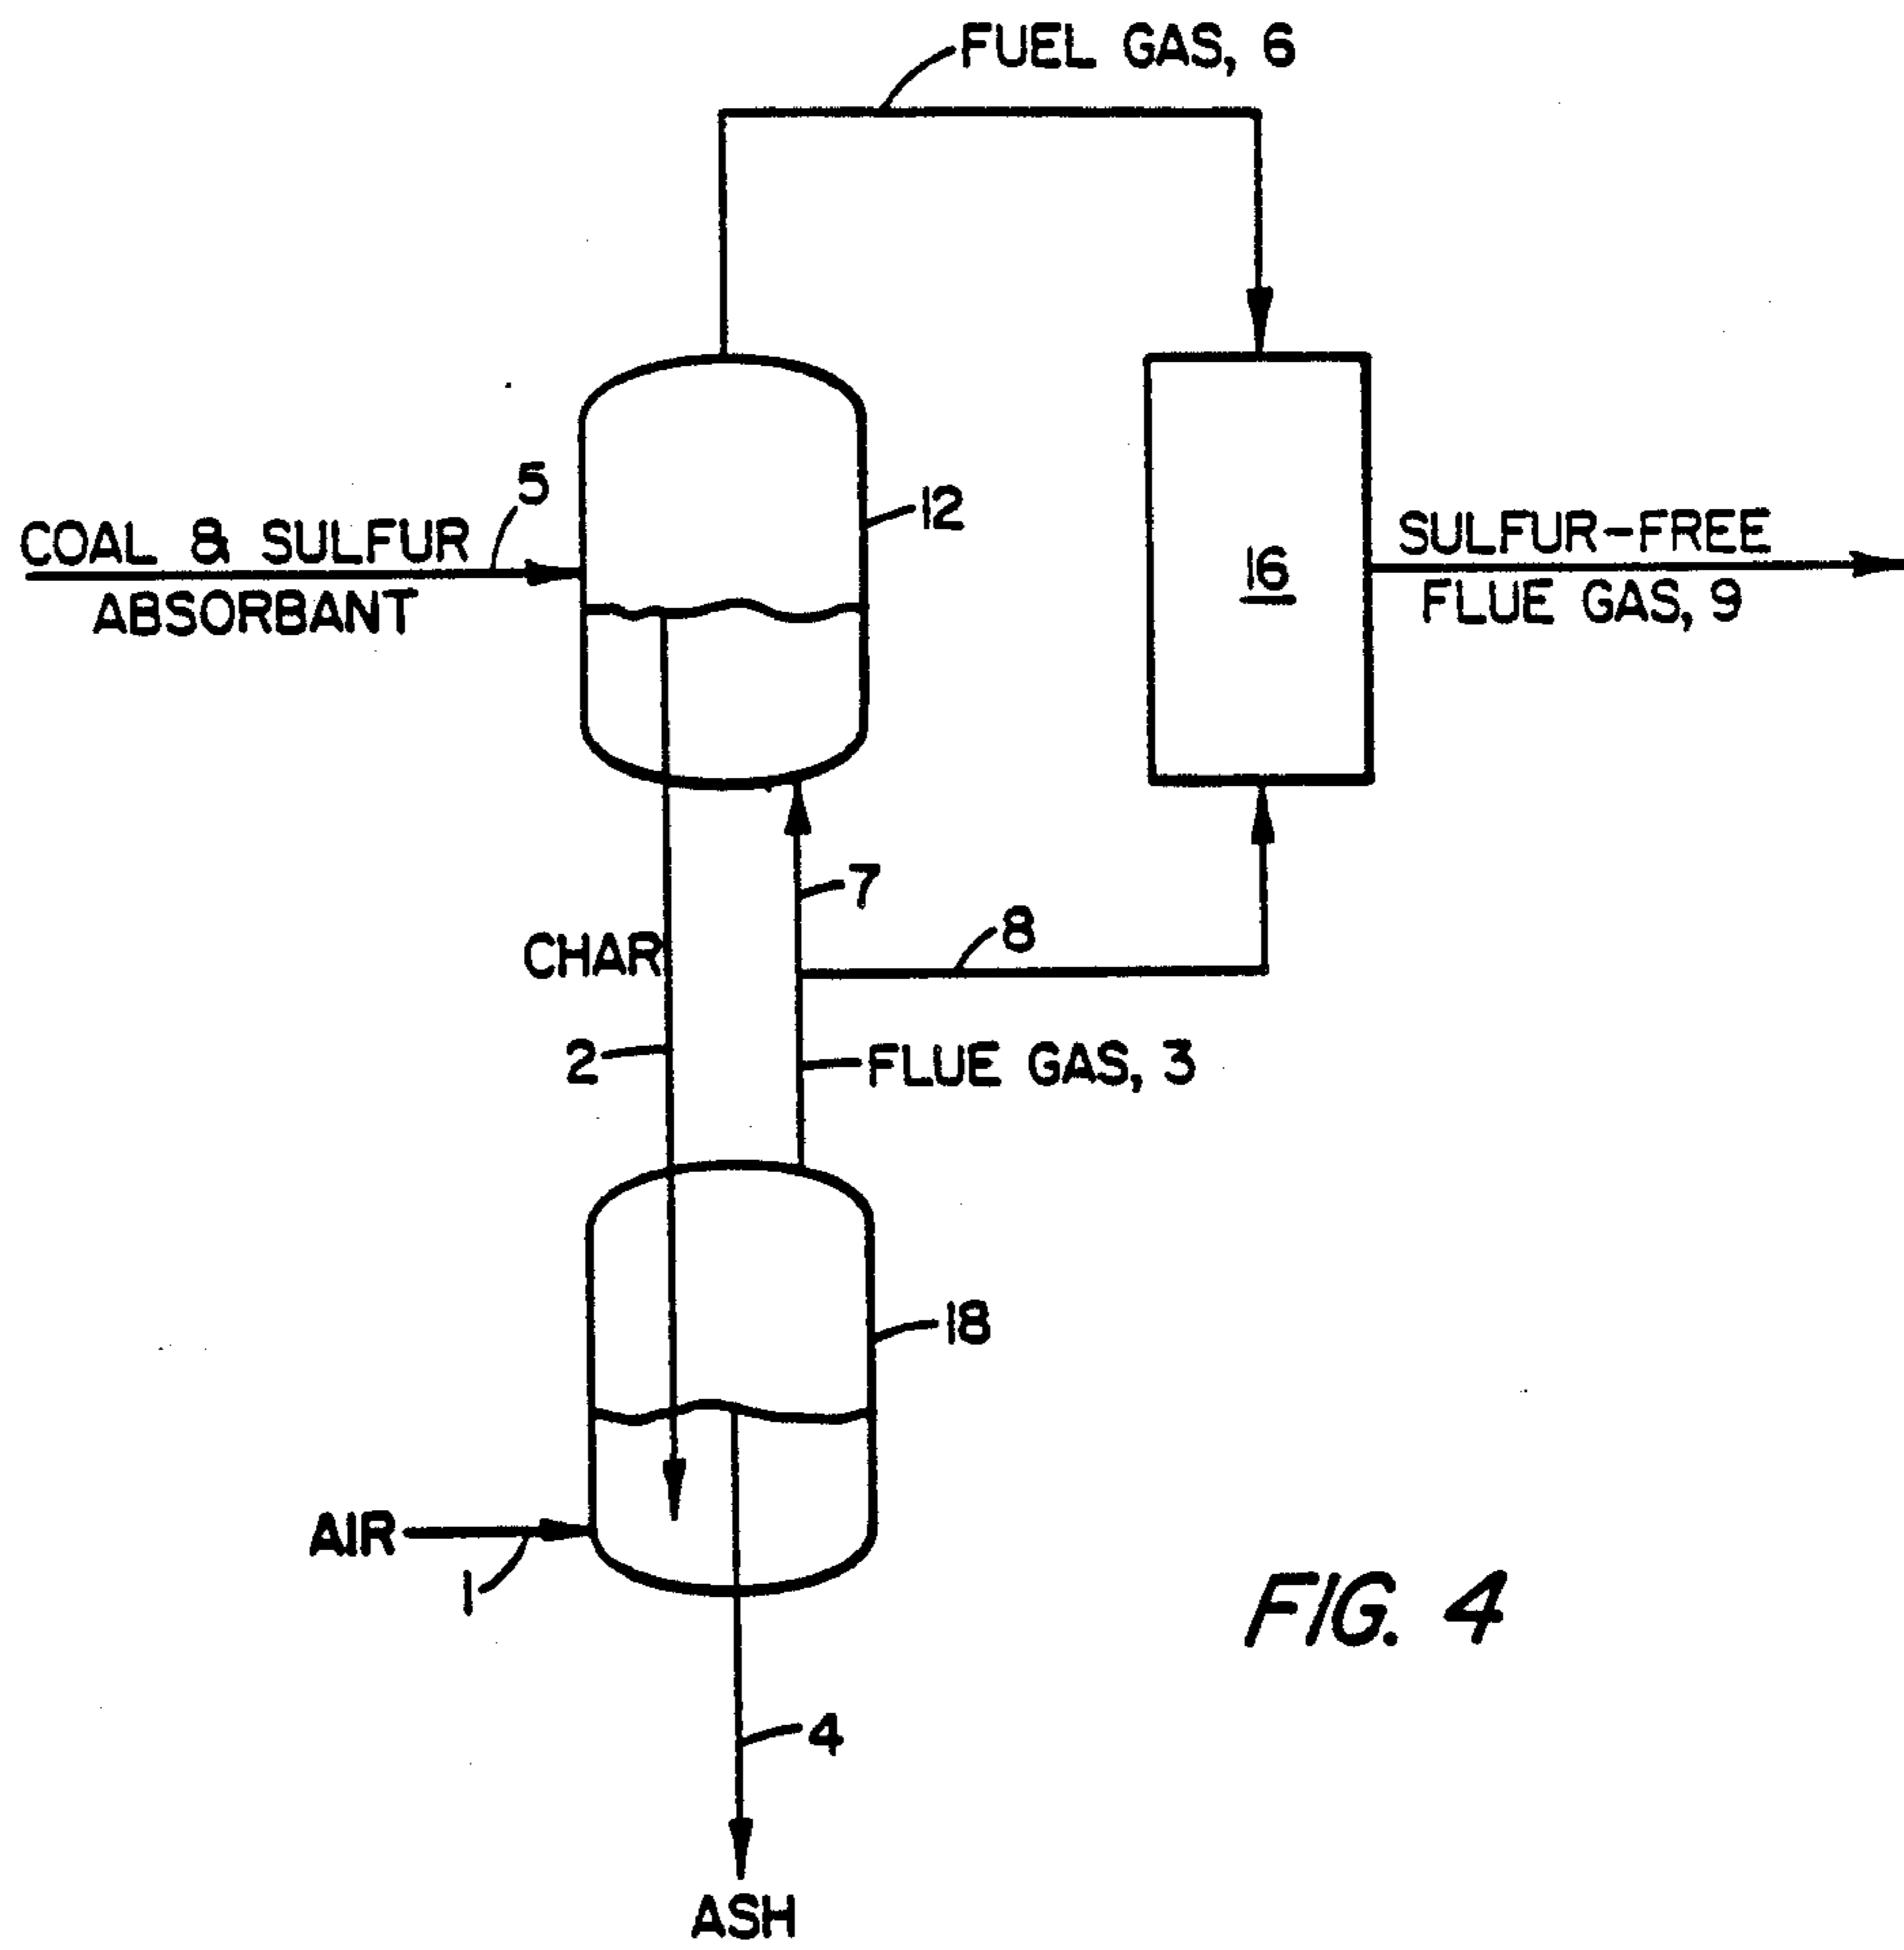 FUEL GAS, 6
5
12
COAL & SULFUR
ABSORBANT
16
SULFUR-FREE
FLUE GAS, 9
7
8
CHAR
2
FLUE GAS, 3
18
AIR
1
FIG. 4
4
ASH